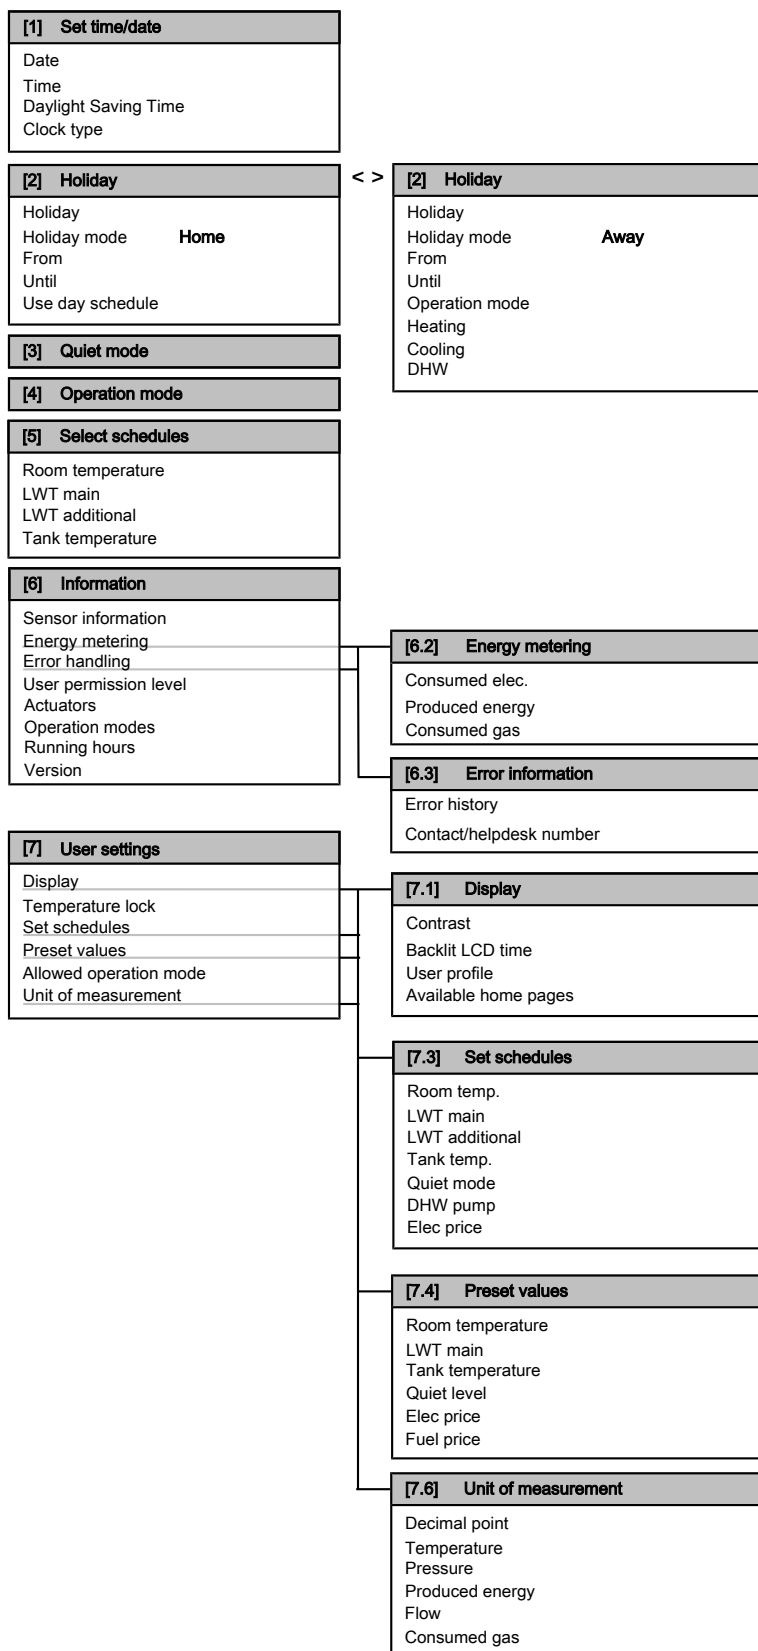 [1] Set time/date
Date
Time
Daylight Saving Time
Clock type
[2] Holiday
Holiday
Holiday mode Home
From
Until
Use day schedule
< >
[2] Holiday
Holiday
Holiday mode Away
From
Until
Operation mode
Heating
Cooling
DHW
[3] Quiet mode
[4] Operation mode
[5] Select schedules
Room temperature
LWT main
LWT additional
Tank temperature
[6] Information
Sensor information
Energy metering
Error handling
User permission level
Actuators
Operation modes
Running hours
Version
[6.2] Energy metering
Consumed elec.
Produced energy
Consumed gas
[6.3] Error information
Error history
Contact/helpdesk number
[7] User settings
Display
Temperature lock
Set schedules
Preset values
Allowed operation mode
Unit of measurement
[7.1] Display
Contrast
Backlit LCD time
User profile
Available home pages
[7.3] Set schedules
Room temp.
LWT main
LWT additional
Tank temp.
Quiet mode
DHW pump
Elec price
[7.4] Preset values
Room temperature
LWT main
Tank temperature
Quiet level
Elec price
Fuel price
[7.6] Unit of measurement
Decimal point
Temperature
Pressure
Produced energy
Flow
Consumed gas